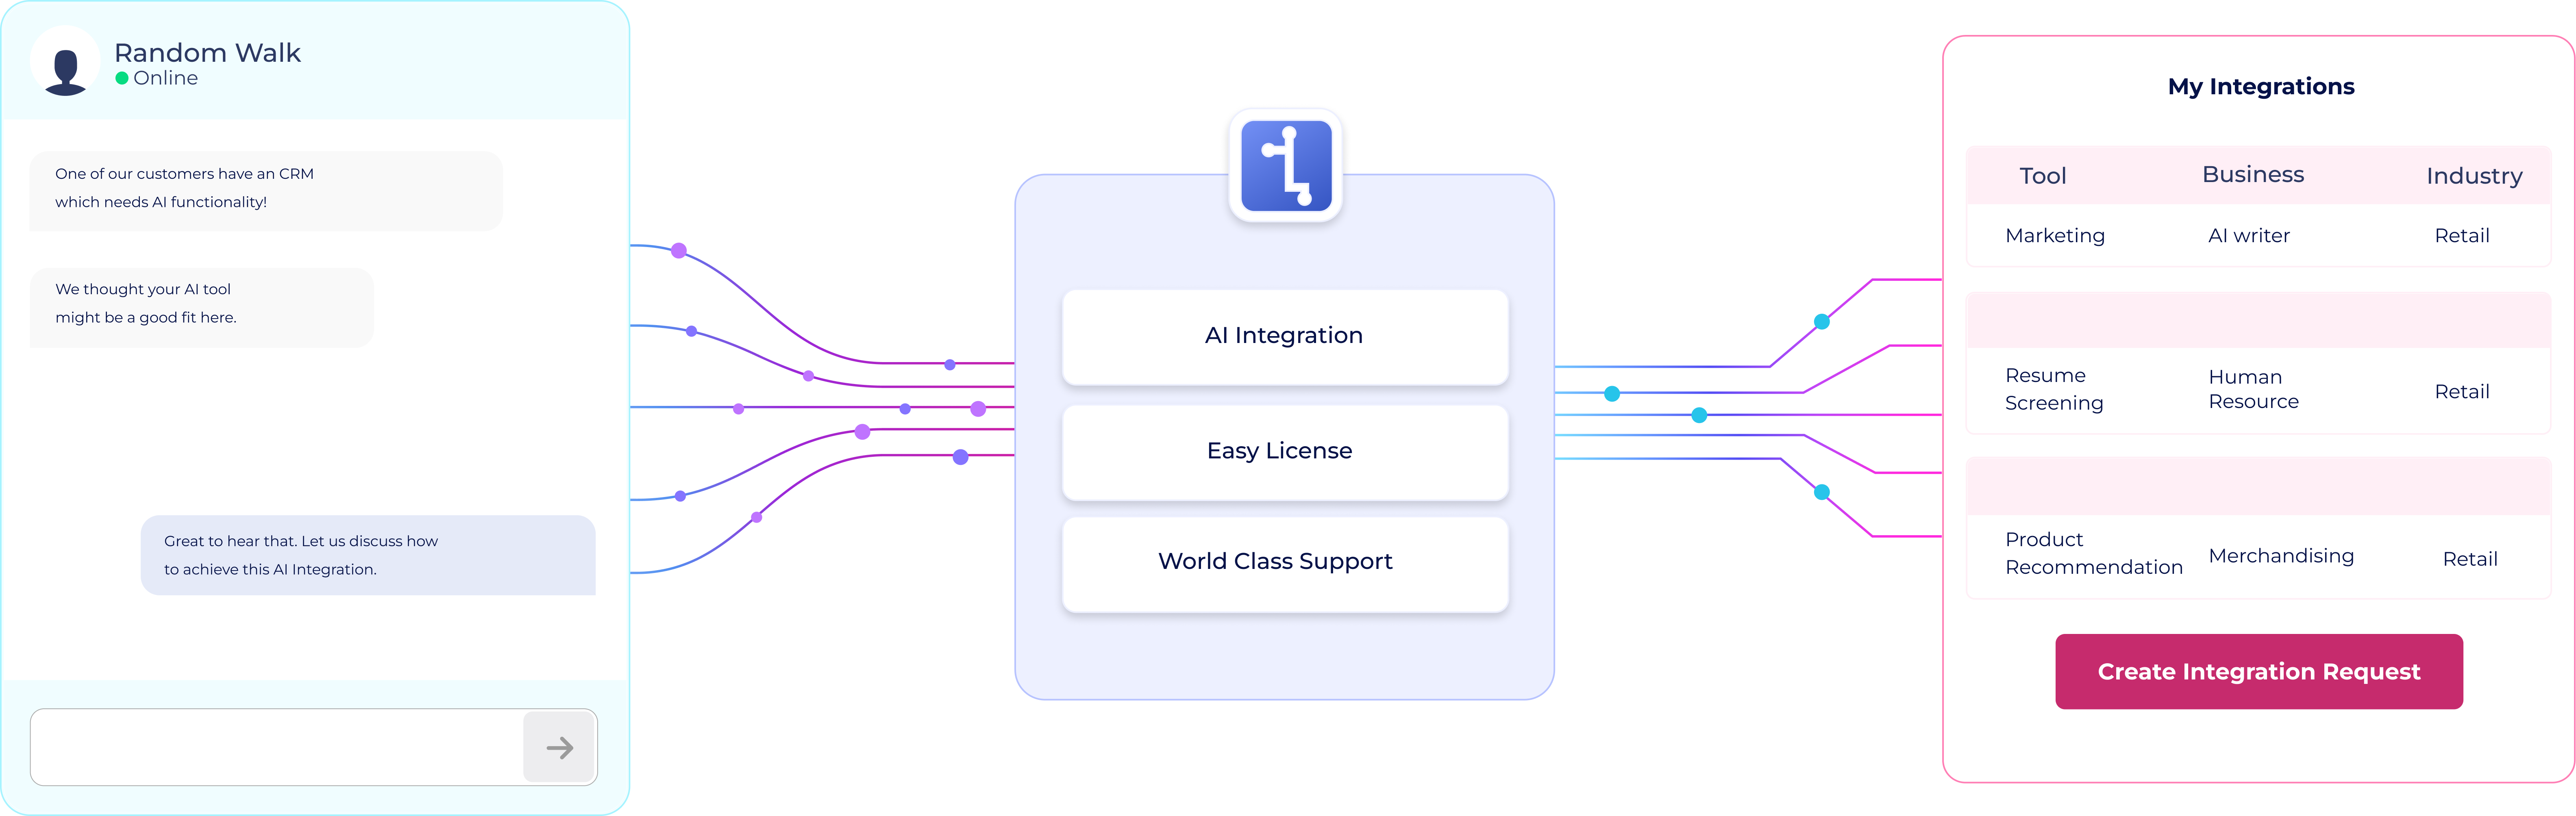 Random Walk
Online
One of our customers have an CRM
which needs AI functionality!
We thought your AI tool
might be a good fit here.
Great to hear that. Let us discuss how
to achieve this AI Integration.
AI Integration
Easy License
World Class Support
My Integrations
Tool Business Industry
Marketing AI writer Retail
Resume
Screening
Human
Resource
Retail
Product
Recommendation
Merchandising
Retail
Create Integration Request